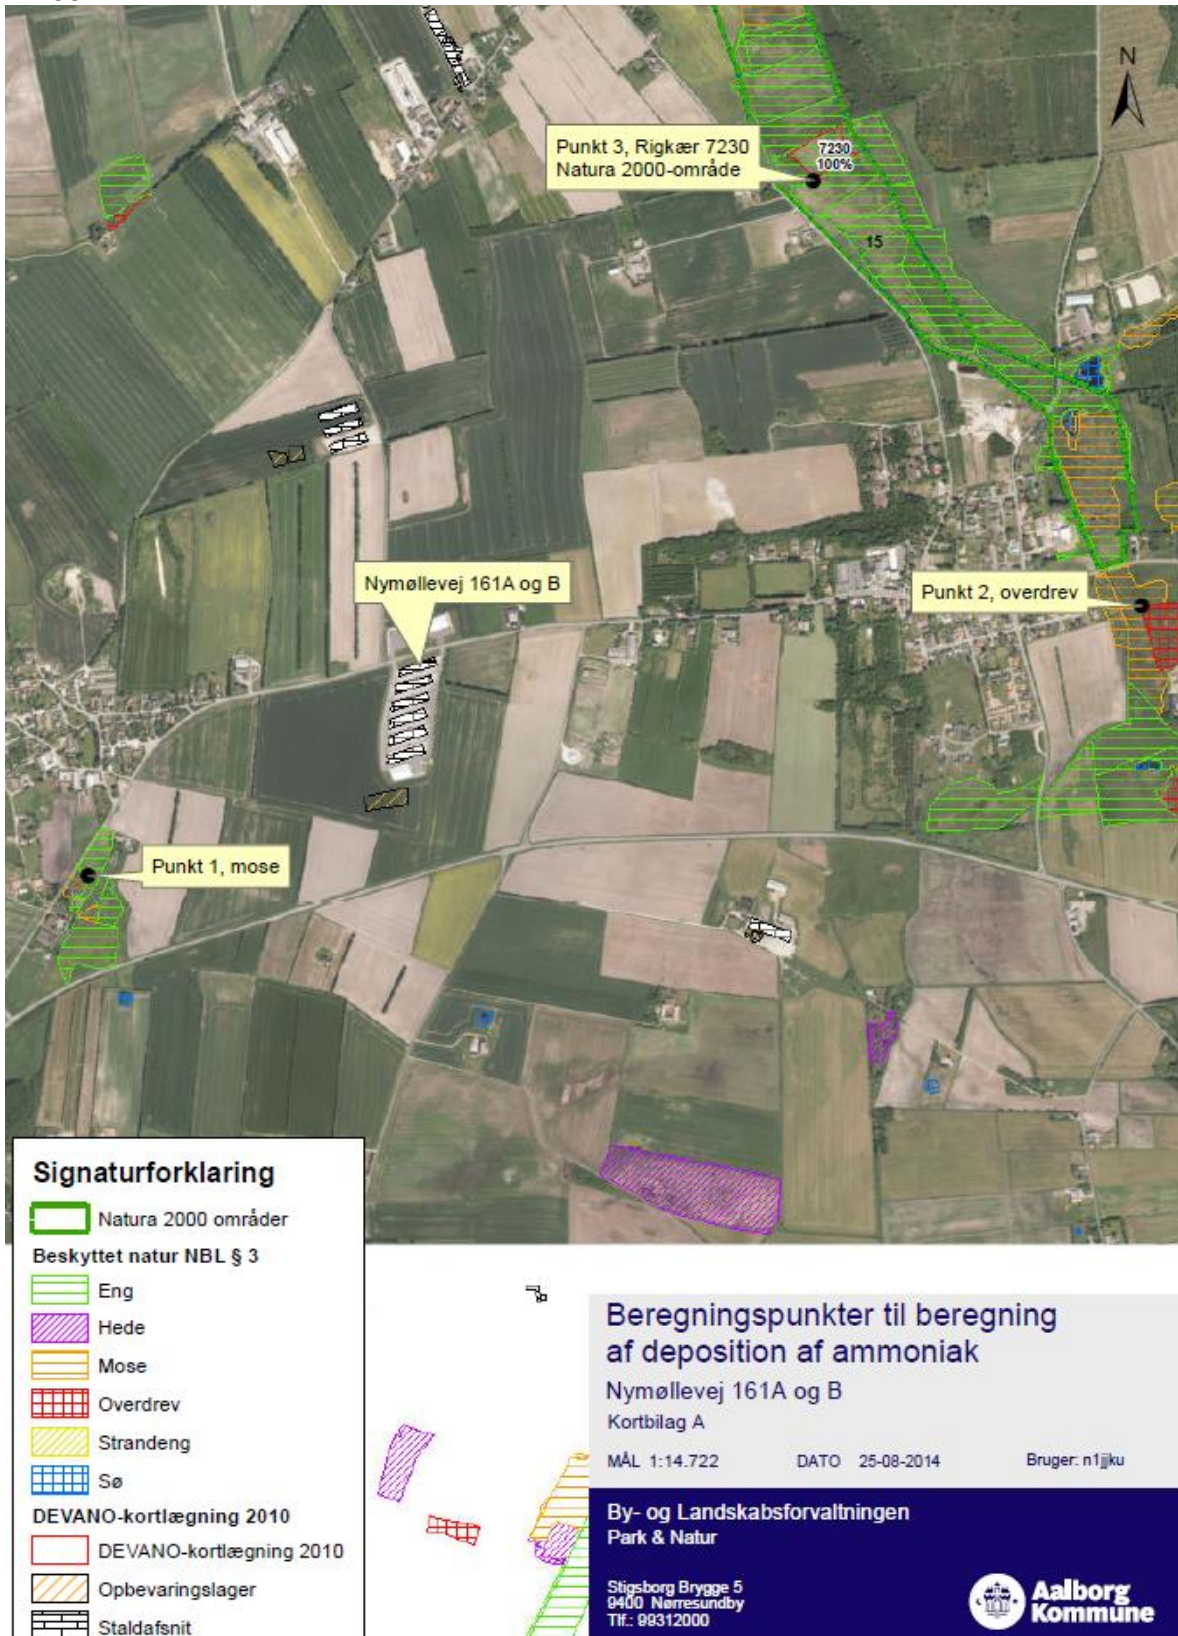 N
Punkt 3, Rigkær 7230
Natura 2000-område
7230
100%
15
Nymøllevej 161A og B
Punkt 2, overdrev
Punkt 1, mose
Signaturforklaring
Natura 2000 områder
Beskyttet natur NBL § 3
Eng
Hede
Mose
Overdrev
Strandeng
Sø
DEVANO-kortlægning 2010
DEVANO-kortlægning 2010
Opbevaringslager
Staldafsnit
Beregningspunkter til beregning
af deposition af ammoniak
Nymøllevej 161A og B
Kortbilag A
MÅL 1:14.722 DATO 25-08-2014 Bruger: n1jjku
By- og Landskabsforvaltningen
Park & Natur
Stigsborg Brygge 5
9400 Nørresundby
Tlf.: 99312000
Aalborg
Kommune